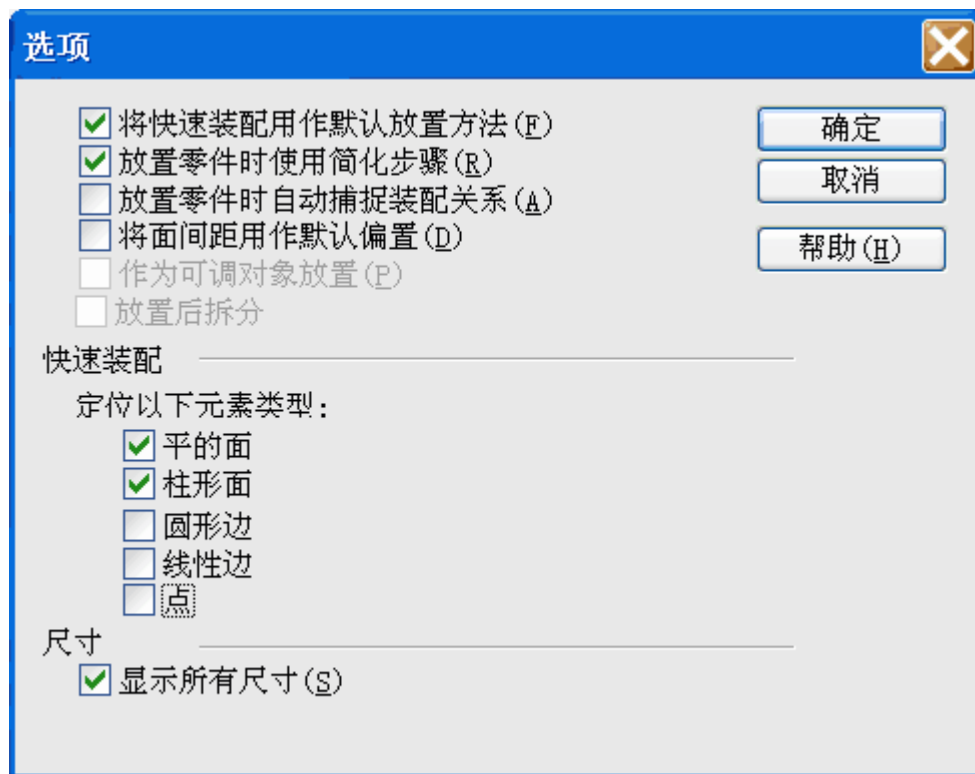 选项
将快速装配用作默认放置方法(F)
确定
放置零件时使用简化步骤(R)
取消
放置零件时自动捕捉装配关系(A)
将面间距用作默认偏置(D)
帮助(H)
作为可调对象放置(P)
放置后拆分
快速装配
定位以下元素类型:
平的面
柱形面
圆形边
线性边
点
尺寸
显示所有尺寸(S)